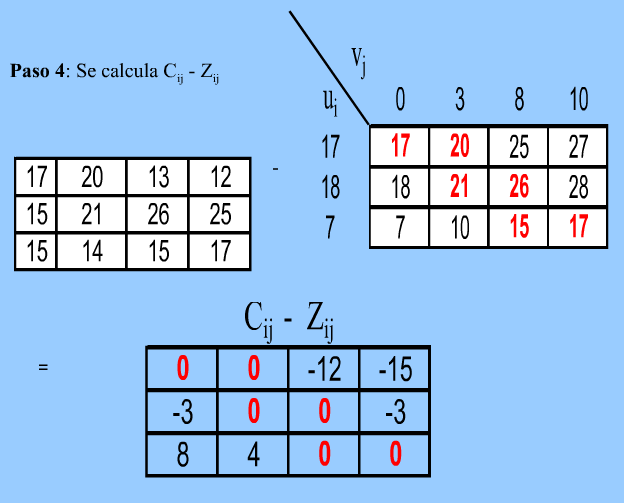 Paso 4: Se calcula Cij - Zij
vj
ui 0 3 8 10
17 17 20 25 27
18 18 21 26 28
7 7 10 15 17
-
17 20 13 12
15 21 26 25
15 14 15 17
Cij - Zij
=
0 0 -12 -15
-3 0 0 -3
8 4 0 0